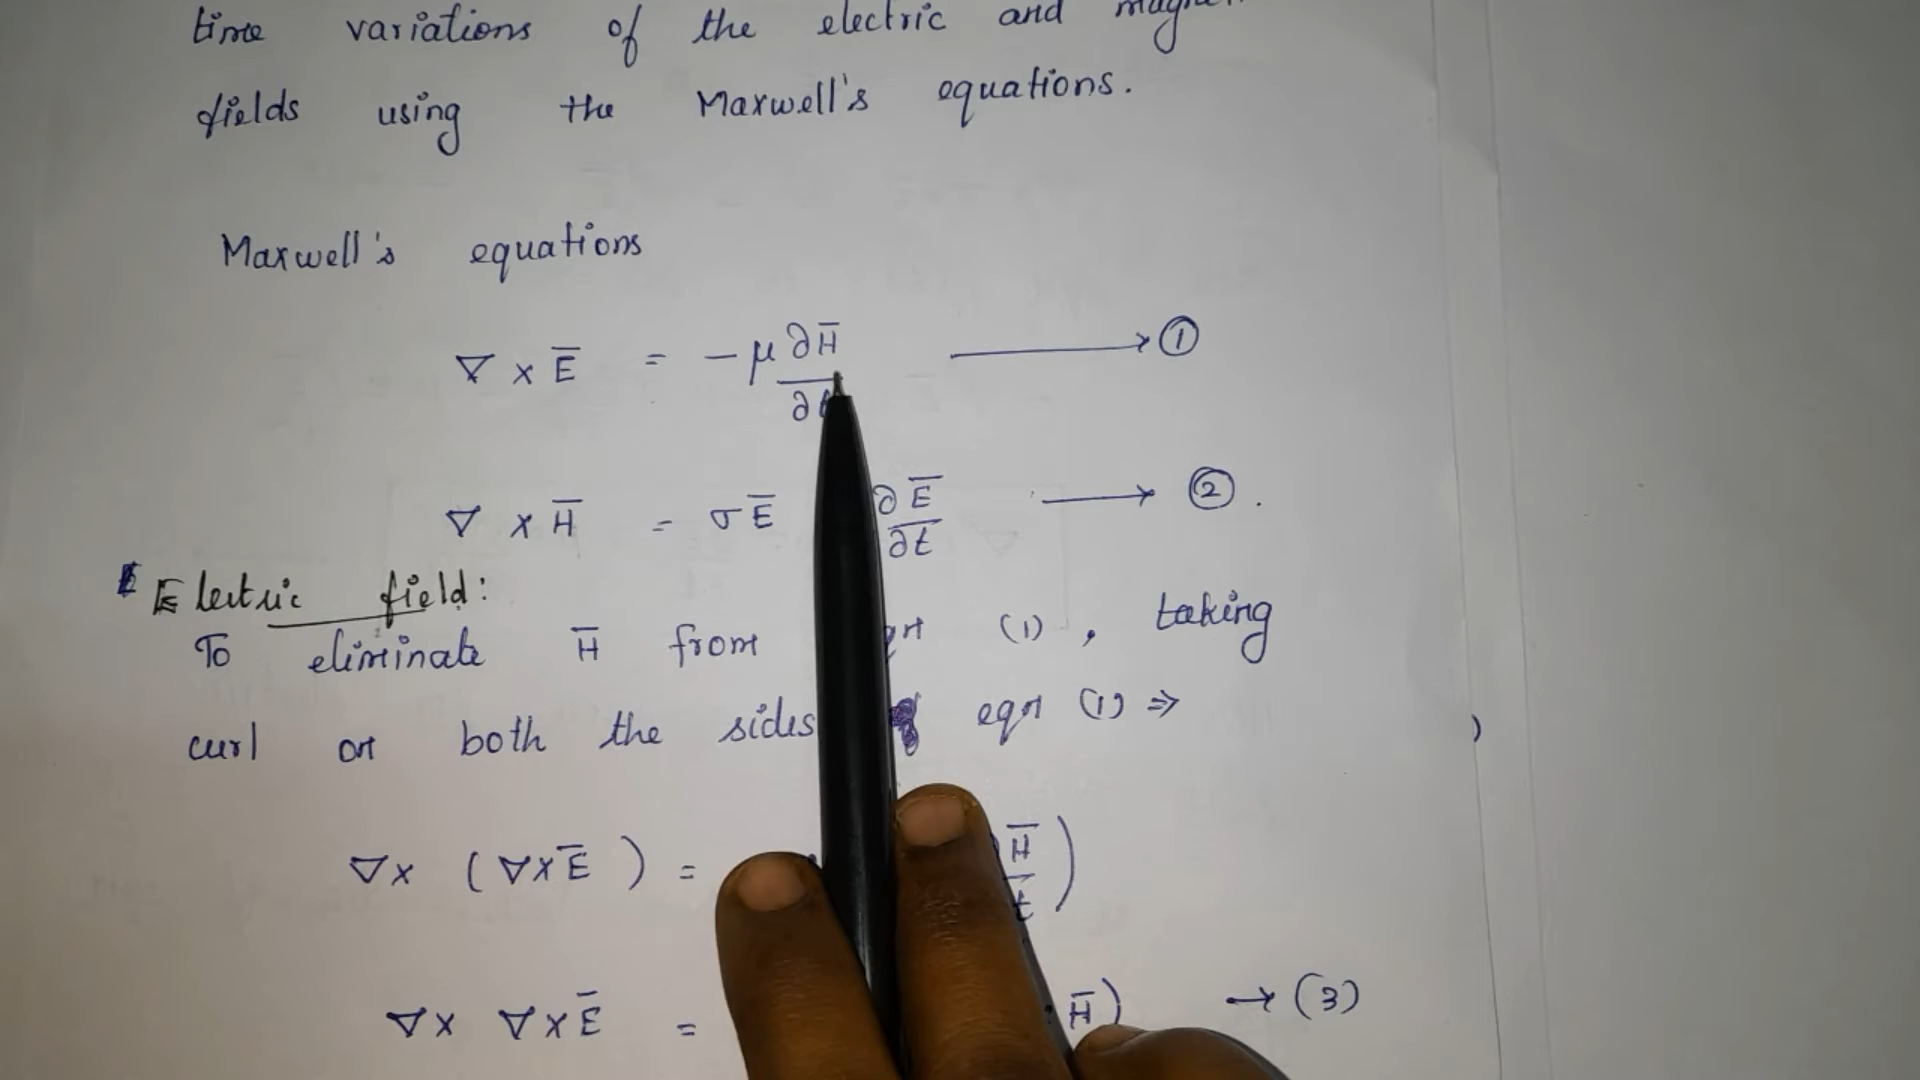 time variations of the electric and
fields using the Maxwell's equations.
Maxwell's equations
∇ × E̅ = −μ ∂H̅/∂t ⟶ ①
∇ × H̅ = σE̅ ∂E̅/∂t ⟶ ② .
Electric field:
To eliminate H̅ from (1), taking
curl on both the sides eqn (1) ⇒
∇× (∇×E̅) = H̅/t )
∇× ∇×E̅ = H̅) → (3)